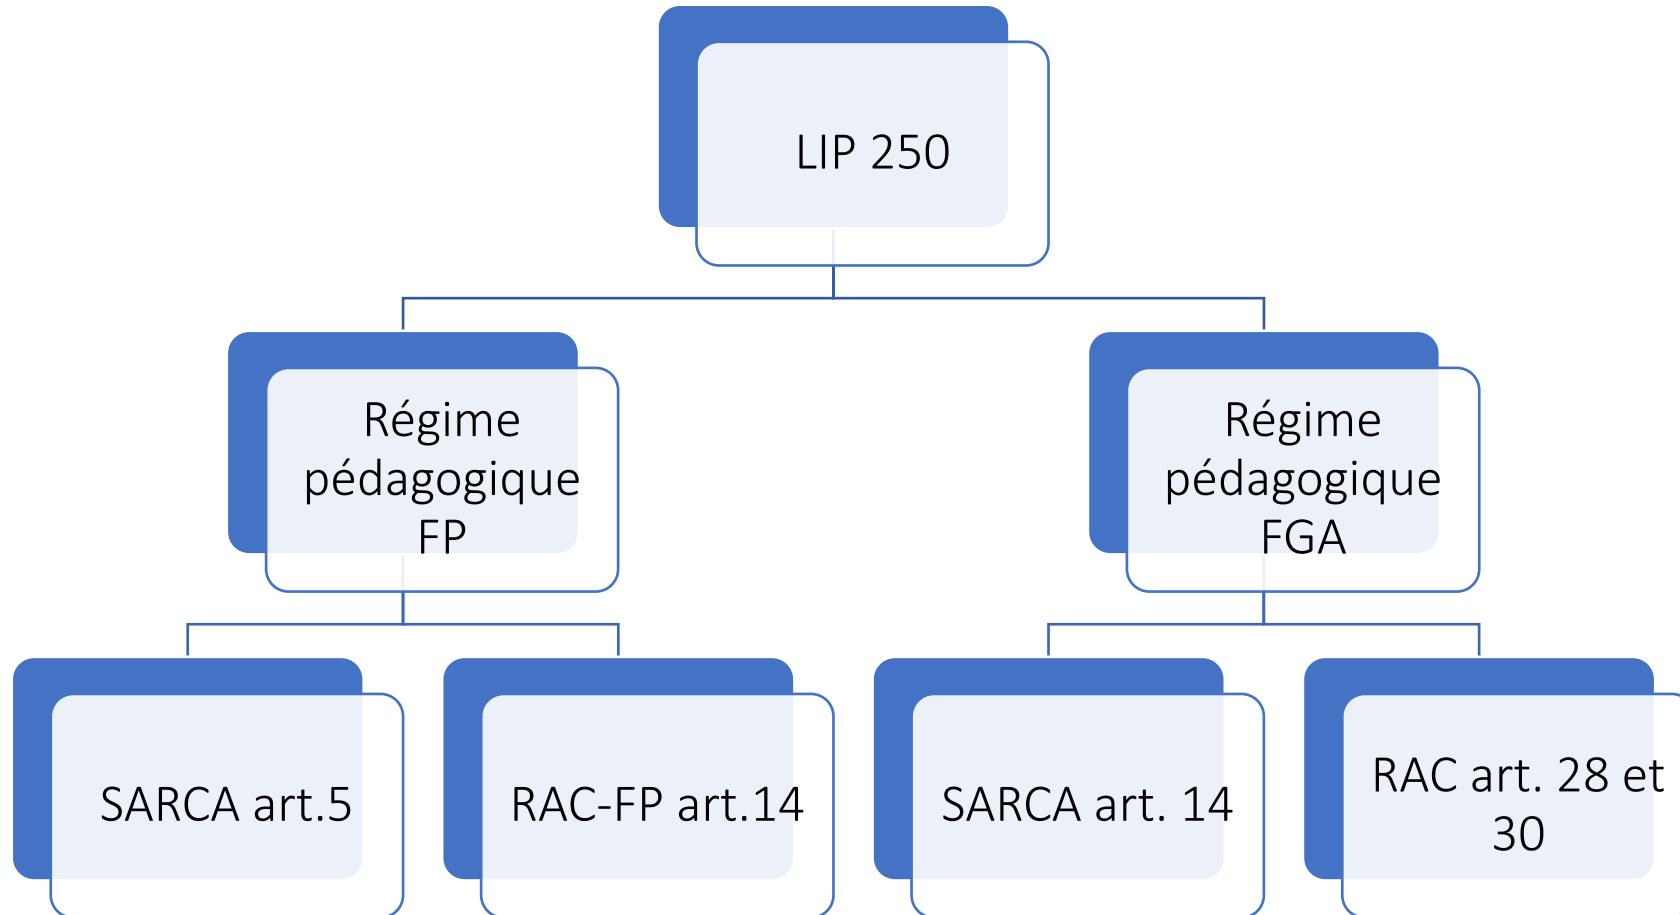 LIP 250
Régime
pédagogique
FP
Régime
pédagogique
FGA
SARCA art.5
RAC-FP art.14
SARCA art. 14
RAC art. 28 et
30